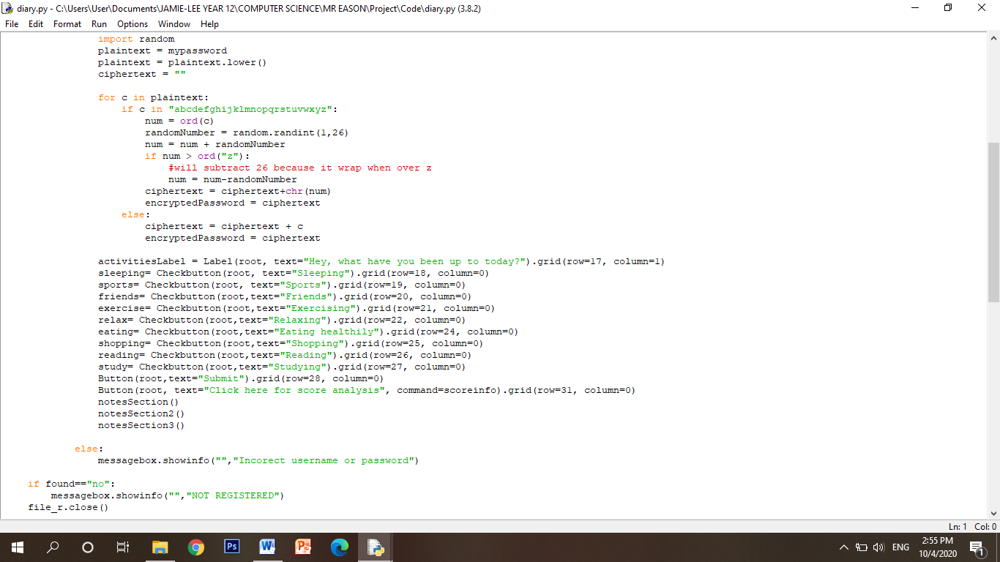 diary.py - C:\Users\User\Documents\JAMIE-LEE YEAR 12\COMPUTER SCIENCE\MR EASON\Project\Code\diary.py (3.8.2)
File Edit Format Run Options Window Help
import random
plaintext = mypassword
plaintext = plaintext.lower()
ciphertext = ""
for c in plaintext:
if c in "abcdefghijklmnopqrstuvwxyz":
num = ord(c)
randomNumber = random.randint(1,26)
num = num + randomNumber
if num > ord("z"):
#will subtract 26 because it wrap when over z
num = num-randomNumber
ciphertext = ciphertext+chr(num)
encryptedPassword = ciphertext
else:
ciphertext = ciphertext + c
encryptedPassword = ciphertext
activitiesLabel = Label(root, text="Hey, what have you been up to today?").grid(row=17, column=1)
sleeping= Checkbutton(root, text="Sleeping").grid(row=18, column=0)
sports= Checkbutton(root, text="Sports").grid(row=19, column=0)
friends= Checkbutton(root,text="Friends").grid(row=20, column=0)
exercise= Checkbutton(root,text="Exercising").grid(row=21, column=0)
relax= Checkbutton(root,text="Relaxing").grid(row=22, column=0)
eating= Checkbutton(root,text="Eating healthily").grid(row=24, column=0)
shopping= Checkbutton(root,text="Shopping").grid(row=25, column=0)
reading= Checkbutton(root,text="Reading").grid(row=26, column=0)
study= Checkbutton(root,text="Studying").grid(row=27, column=0)
Button(root,text="Submit").grid(row=28, column=0)
Button(root, text="Click here for score analysis", command=scoreinfo).grid(row=31, column=0)
notesSection()
notesSection2()
notesSection3()
else:
messagebox.showinfo("","Incorect username or password")
if found=="no":
messagebox.showinfo("","NOT REGISTERED")
file_r.close()
Ln: 1 Col: 0
Ps
W
P
ENG
2:55 PM
10/4/2020
1